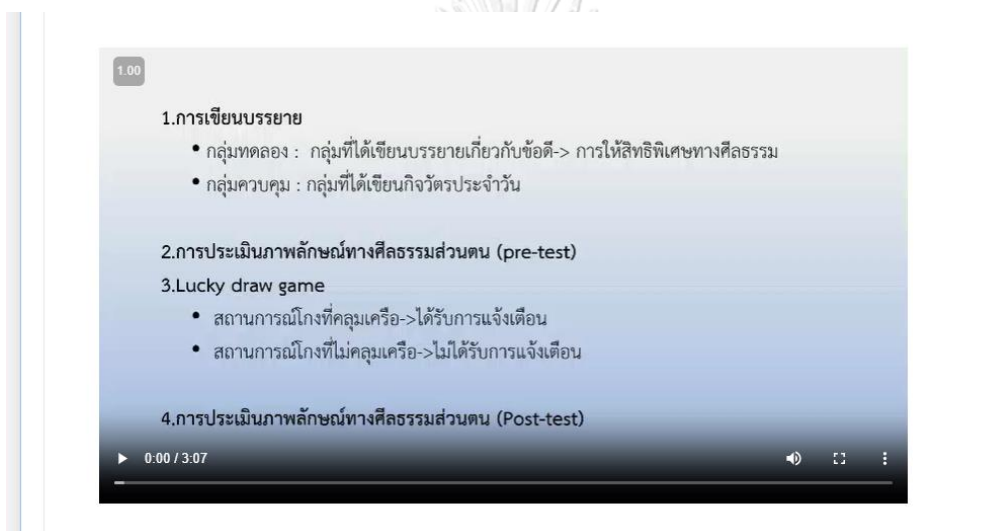 1.00
1.การเขียนบรรยาย
• กลุ่มทดลอง : กลุ่มที่ได้เขียนบรรยายเกี่ยวกับข้อดี-> การให้สิทธิพิเศษทางศีลธรรม
• กลุ่มควบคุม : กลุ่มที่ได้เขียนกิจวัตรประจำวัน
2.การประเมินภาพลักษณ์ทางศีลธรรมส่วนตน (pre-test)
3.Lucky draw game
• สถานการณ์โกงที่คลุมเครือ->ได้รับการแจ้งเตือน
• สถานการณ์โกงที่ไม่คลุมเครือ->ไม่ได้รับการแจ้งเตือน
4.การประเมินภาพลักษณ์ทางศีลธรรมส่วนตน (Post-test)
0:00 / 3:07